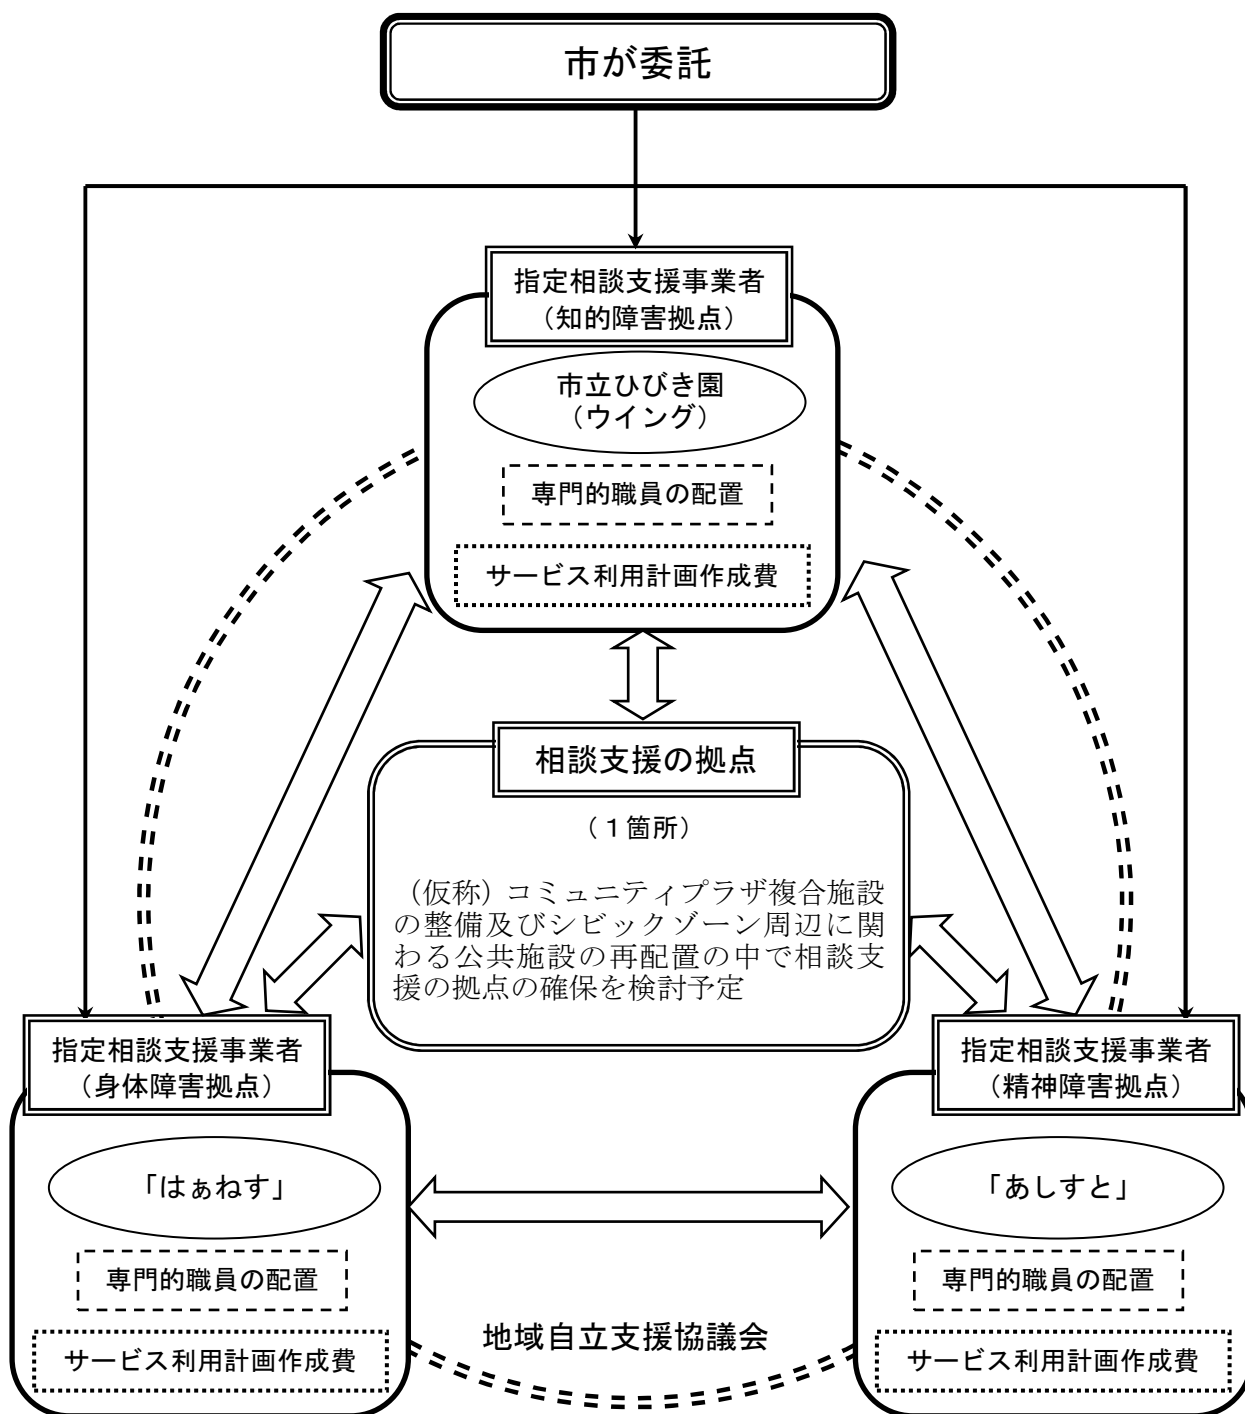 市が委託
指定相談支援事業者
（知的障害拠点）
市立ひびき園
（ウイング）
専門的職員の配置
サービス利用計画作成費
相談支援の拠点
（１箇所）
（仮称）コミュニティプラザ複合施設
の整備及びシビックゾーン周辺に関
わる公共施設の再配置の中で相談支
援の拠点の確保を検討予定
指定相談支援事業者
（身体障害拠点）
「はぁねす」
専門的職員の配置
サービス利用計画作成費
指定相談支援事業者
（精神障害拠点）
「あしすと」
専門的職員の配置
サービス利用計画作成費
地域自立支援協議会